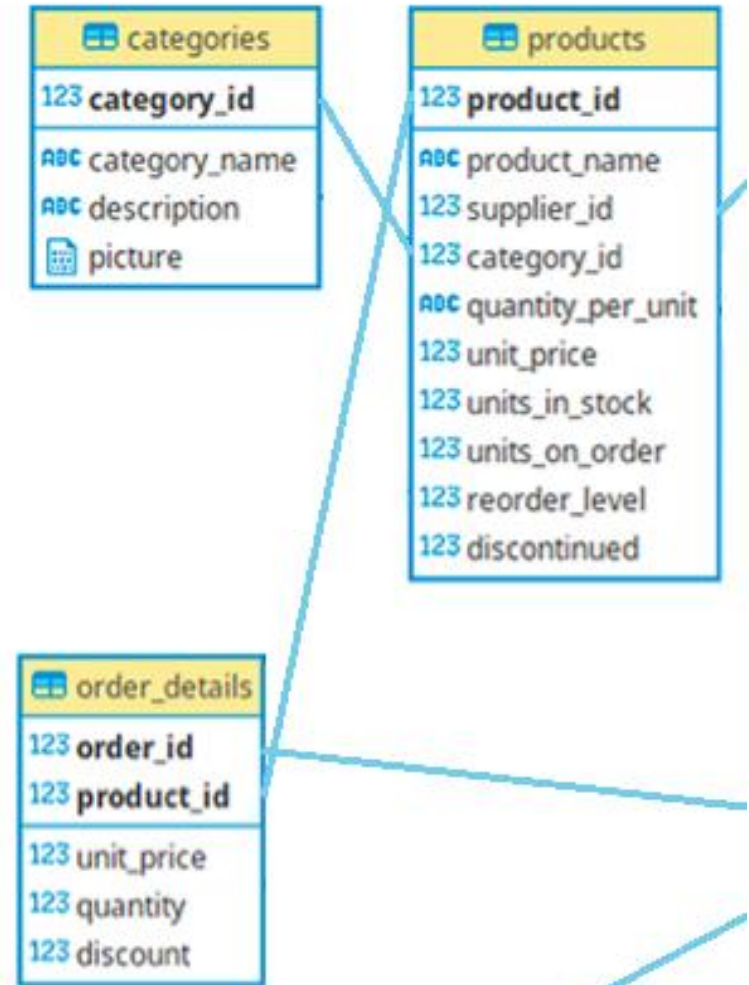 categories
123 category_id
ABC category_name
ABC description
picture
products
123 product_id
ABC product_name
123 supplier_id
123 category_id
ABC quantity_per_unit
123 unit_price
123 units_in_stock
123 units_on_order
123 reorder_level
123 discontinued
order_details
123 order_id
123 product_id
123 unit_price
123 quantity
123 discount